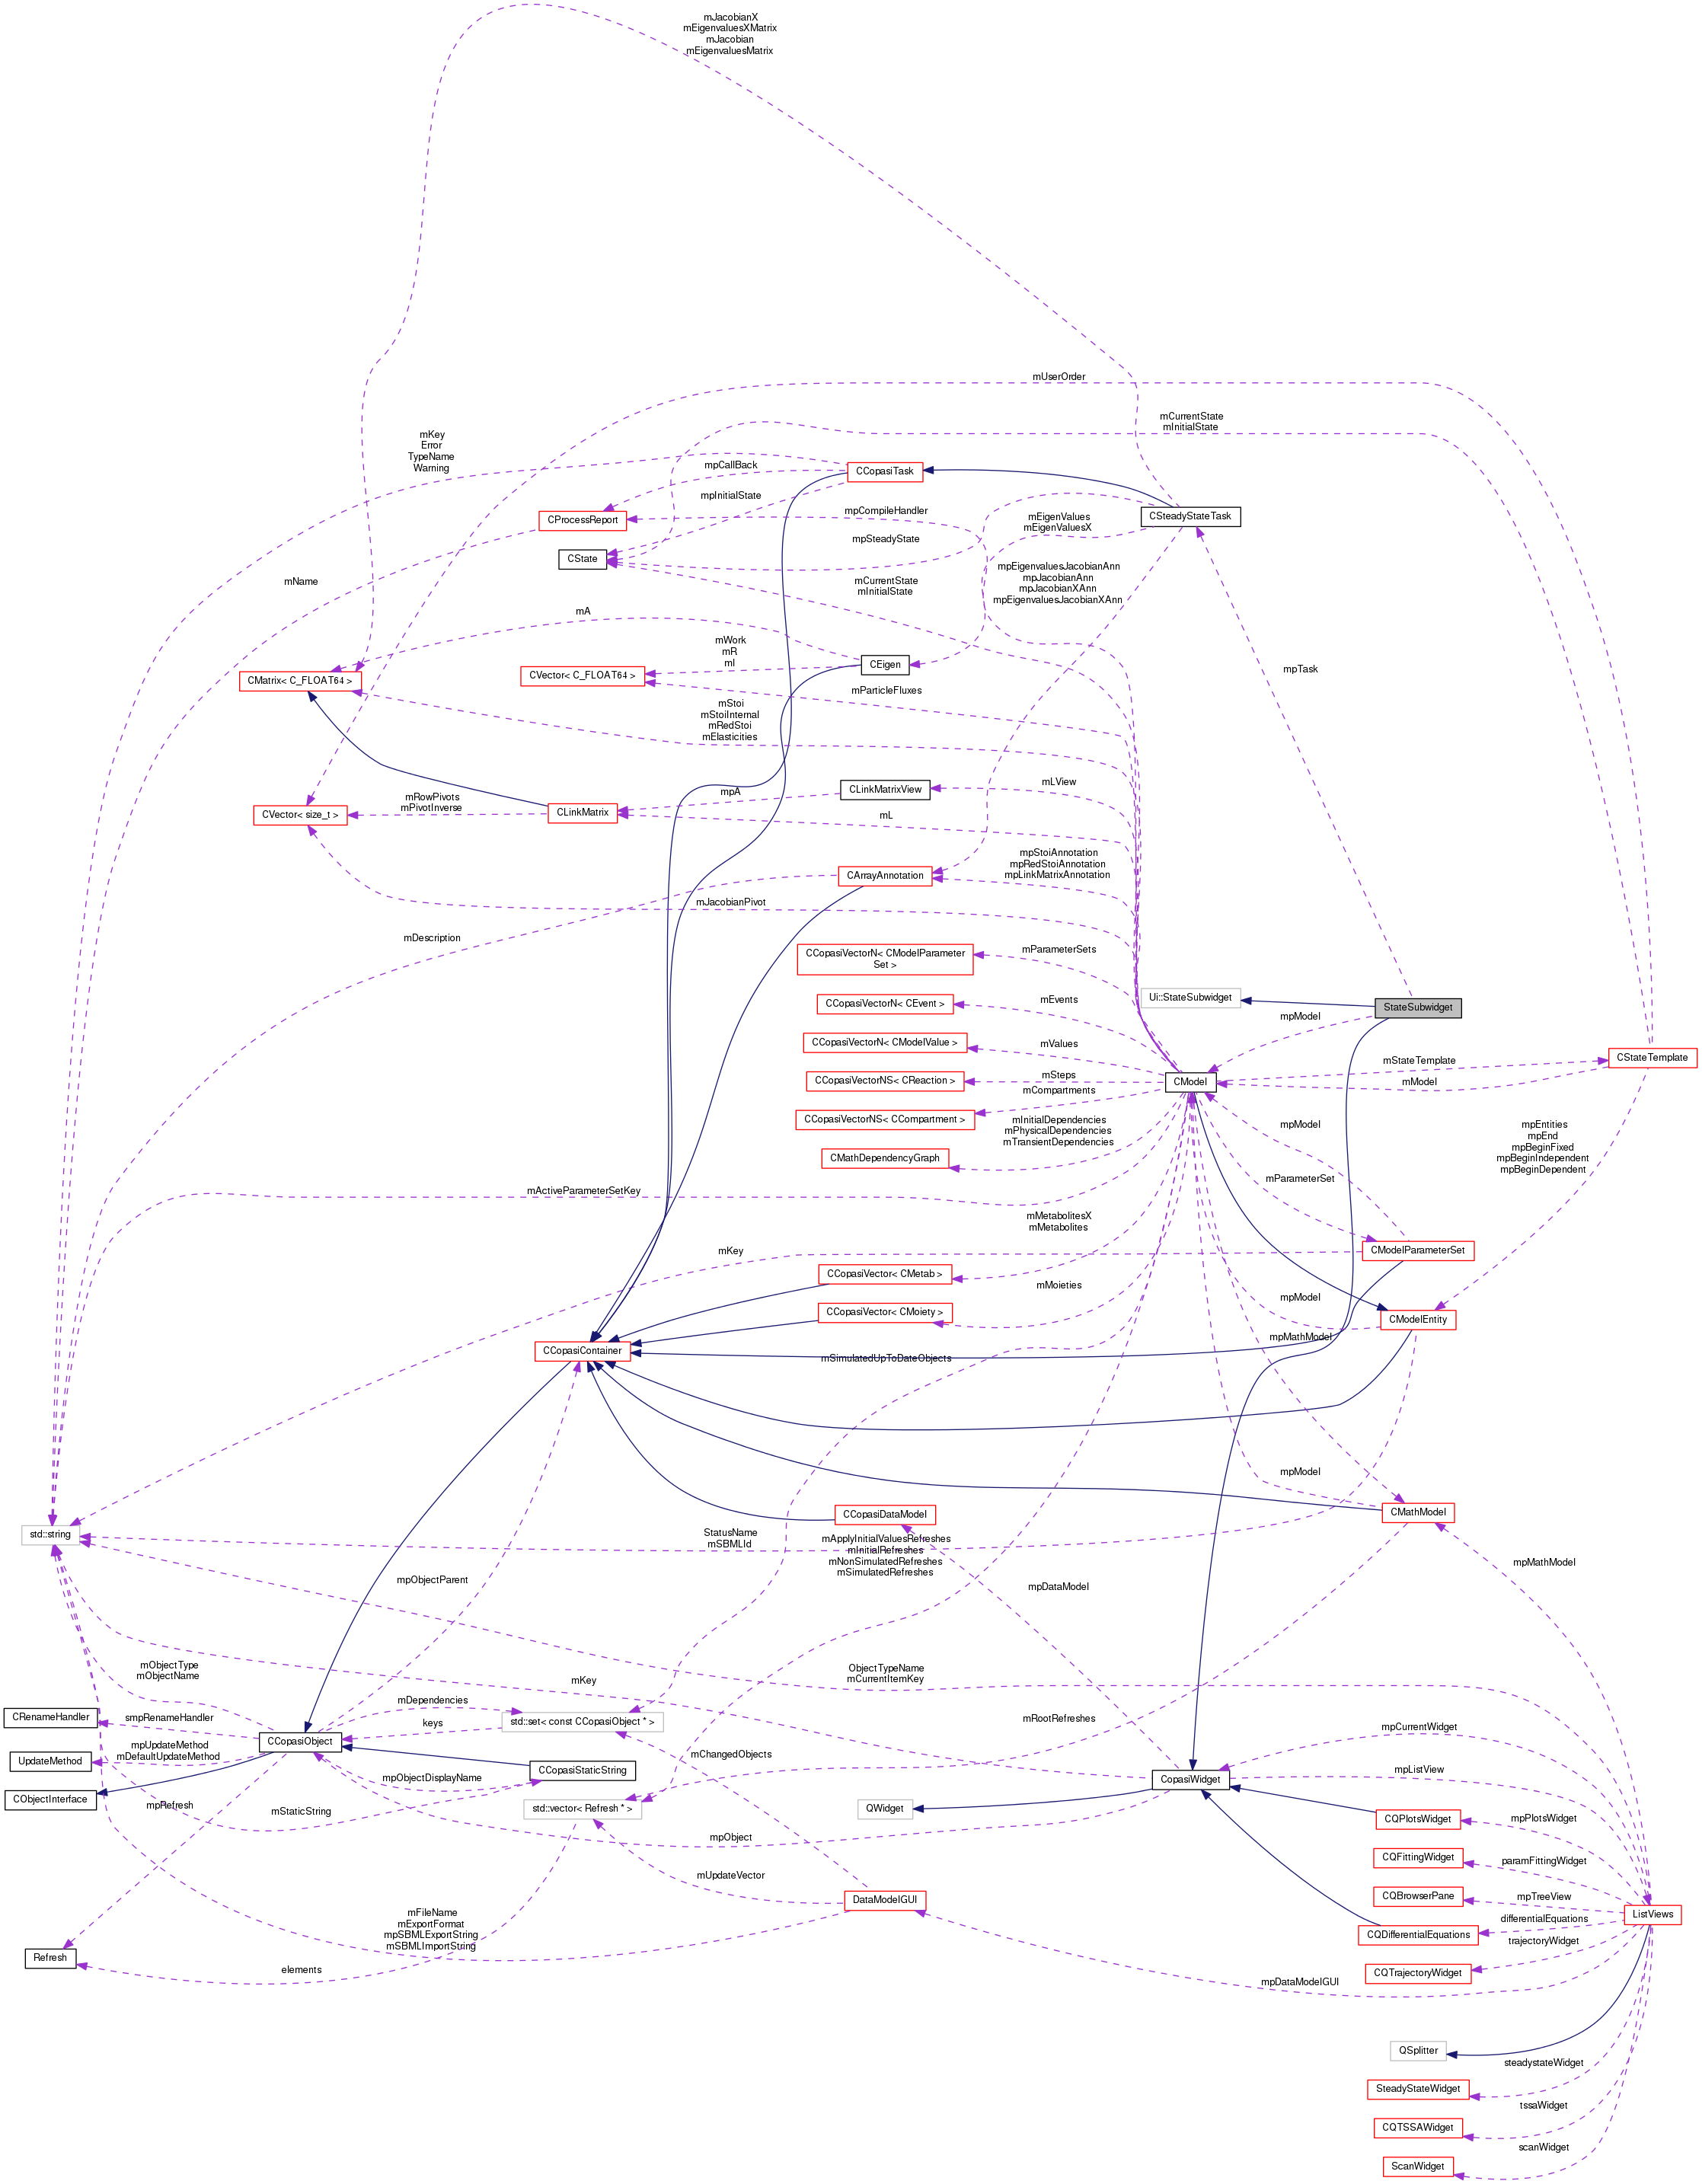 mJacobianX
mEigenvaluesXMatrix
mJacobian
mEigenvaluesMatrix
mUserOrder
mCurrentState
mInitialState
mKey
Error
TypeName
Warning
mpCallBack
CCopasiTask
mpInitialState
mpCompileHandler
mEigenValues
mEigenValuesX
CSteadyStateTask
CProcessReport
mpSteadyState
CState
mName
mCurrentState
mInitialState
mpEigenvaluesJacobianAnn
mpJacobianAnn
mpJacobianXAnn
mpEigenvaluesJacobianXAnn
mA
mWork
mR
mI
CEigen
mpTask
CMatrix< C_FLOAT64 >
CVector< C_FLOAT64 >
mParticleFluxes
mStoi
mStoiInternal
mRedStoi
mElasticities
mLView
CLinkMatrixView
mpA
mRowPivots
mPivotInverse
CVector< size_t >
CLinkMatrix
mL
mpStoiAnnotation
mpRedStoiAnnotation
mpLinkMatrixAnnotation
CArrayAnnotation
mJacobianPivot
mDescription
mParameterSets
CCopasiVectorN< CModelParameter
Set >
Ui::StateSubwidget
StateSubwidget
mEvents
CCopasiVectorN< CEvent >
mpModel
mValues
CCopasiVectorN< CModelValue >
mStateTemplate
CStateTemplate
mSteps
CCopasiVectorNS< CReaction >
CModel
mModel
mCompartments
CCopasiVectorNS< CCompartment >
mInitialDependencies
mPhysicalDependencies
mTransientDependencies
mpModel
mpEntities
mpEnd
mpBeginFixed
mpBeginIndependent
mpBeginDependent
CMathDependencyGraph
mParameterSet
mActiveParameterSetKey
mMetabolitesX
mMetabolites
mKey
CModelParameterSet
CCopasiVector< CMetab >
mMoieties
mpModel
CCopasiVector< CMoiety >
CModelEntity
mpMathModel
CCopasiContainer
mSimulatedUpToDateObjects
mpModel
CCopasiDataModel
CMathModel
std::string
StatusName
mSBMLId
mApplyInitialValuesRefreshes
mInitialRefreshes
mNonSimulatedRefreshes
mSimulatedRefreshes
mpMathModel
mpObjectParent
mpDataModel
mObjectType
mObjectName
mKey
ObjectTypeName
mCurrentItemKey
mDependencies
CRenameHandler
smpRenameHandler
keys
std::set< const CCopasiObject * >
mRootRefreshes
mpCurrentWidget
CCopasiObject
UpdateMethod
mpUpdateMethod
mDefaultUpdateMethod
mChangedObjects
mpListView
CCopasiStaticString
CopasiWidget
mpObjectDisplayName
CObjectInterface
mpRefresh
mStaticString
std::vector< Refresh * >
QWidget
CQPlotsWidget
mpPlotsWidget
mpObject
CQFittingWidget
paramFittingWidget
mUpdateVector
CQBrowserPane
mpTreeView
DataModelGUI
ListViews
mFileName
mExportFormat
mpSBMLExportString
mSBMLImportString
differentialEquations
CQDifferentialEquations
trajectoryWidget
Refresh
elements
CQTrajectoryWidget
mpDataModelGUI
QSplitter
steadystateWidget
SteadyStateWidget
tssaWidget
CQTSSAWidget
scanWidget
ScanWidget